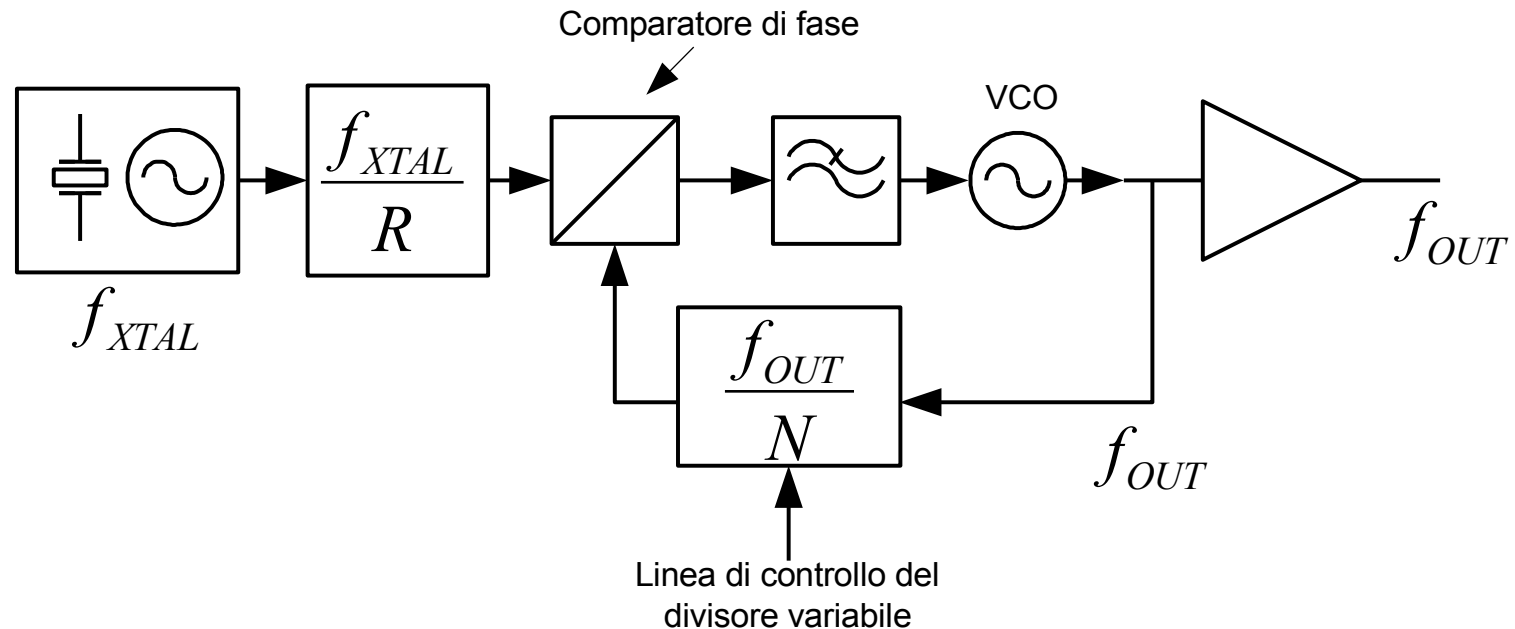 Comparatore di fase
VCO
f_XTAL
R
f_XTAL
f_OUT
f_OUT
N
f_OUT
Linea di controllo del
divisore variabile